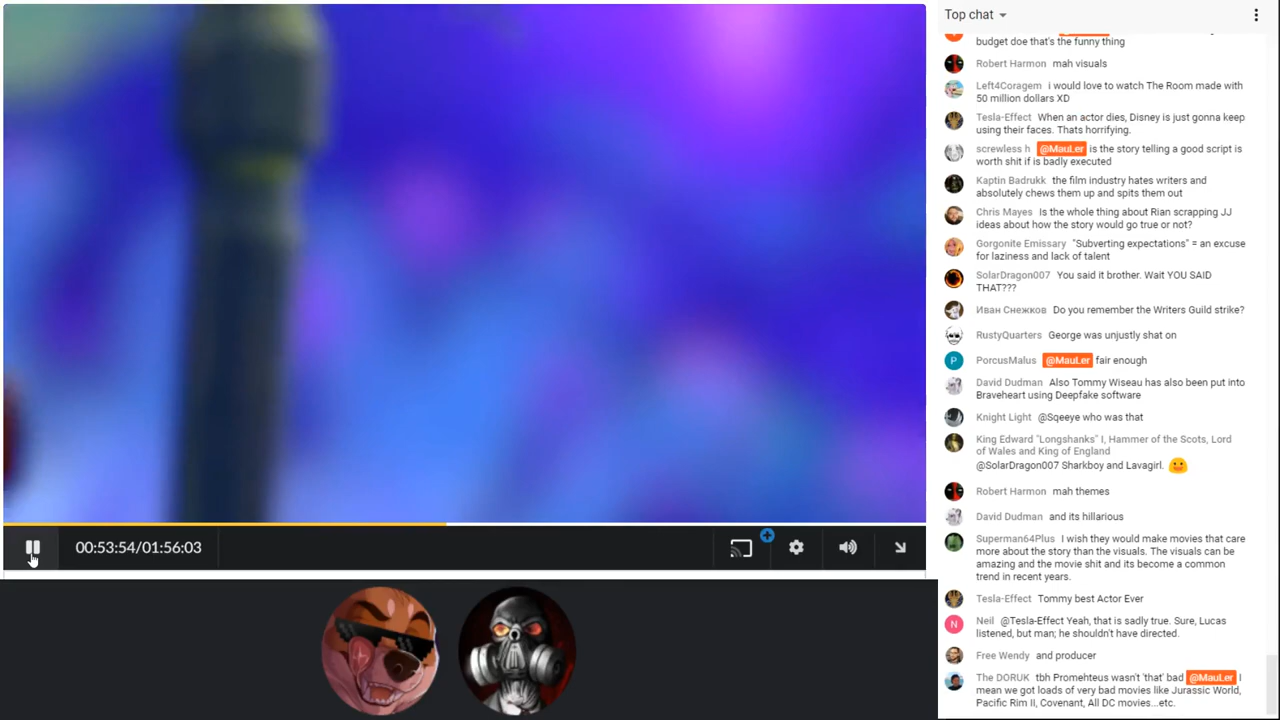 Top chat
budget doe that's the funny thing
Robert Harmon mah visuals
Left4Coragem i would love to watch The Room made with
50 million dollars XD
Tesla-Effect When an actor dies, Disney is just gonna keep
using their faces. Thats horrifying.
screwless h @MauLer is the story telling a good script is
worth shit if is badly executed
Kaptin Badrukk the film industry hates writers and
absolutely chews them up and spits them out
Chris Mayes Is the whole thing about Rian scrapping JJ
ideas about how the story would go true or not?
Gorgonite Emissary "Subverting expectations" = an excuse
for laziness and lack of talent
SolarDragon007 You said it brother. Wait YOU SAID
THAT???
Иван Снежков Do you remember the Writers Guild strike?
RustyQuarters George was unjustly shat on
P PorcusMalus @MauLer fair enough
David Dudman Also Tommy Wiseau has also been put into
Braveheart using Deepfake software
Knight Light @Sqeeye who was that
King Edward "Longshanks" I, Hammer of the Scots, Lord
of Wales and King of England
@SolarDragon007 Sharkboy and Lavagirl.
Robert Harmon mah themes
David Dudman and its hillarious
Superman64Plus I wish they would make movies that care
more about the story than the visuals. The visuals can be
amazing and the movie shit and its become a common
trend in recent years.
Tesla-Effect Tommy best Actor Ever
N Neil @Tesla-Effect Yeah, that is sadly true. Sure, Lucas
listened, but man; he shouldn't have directed.
Free Wendy and producer
The DORUK tbh Promehteus wasn't 'that' bad @MauLer I
mean we got loads of very bad movies like Jurassic World,
Pacific Rim II, Covenant, All DC movies...etc.
00:53:54/01:56:03